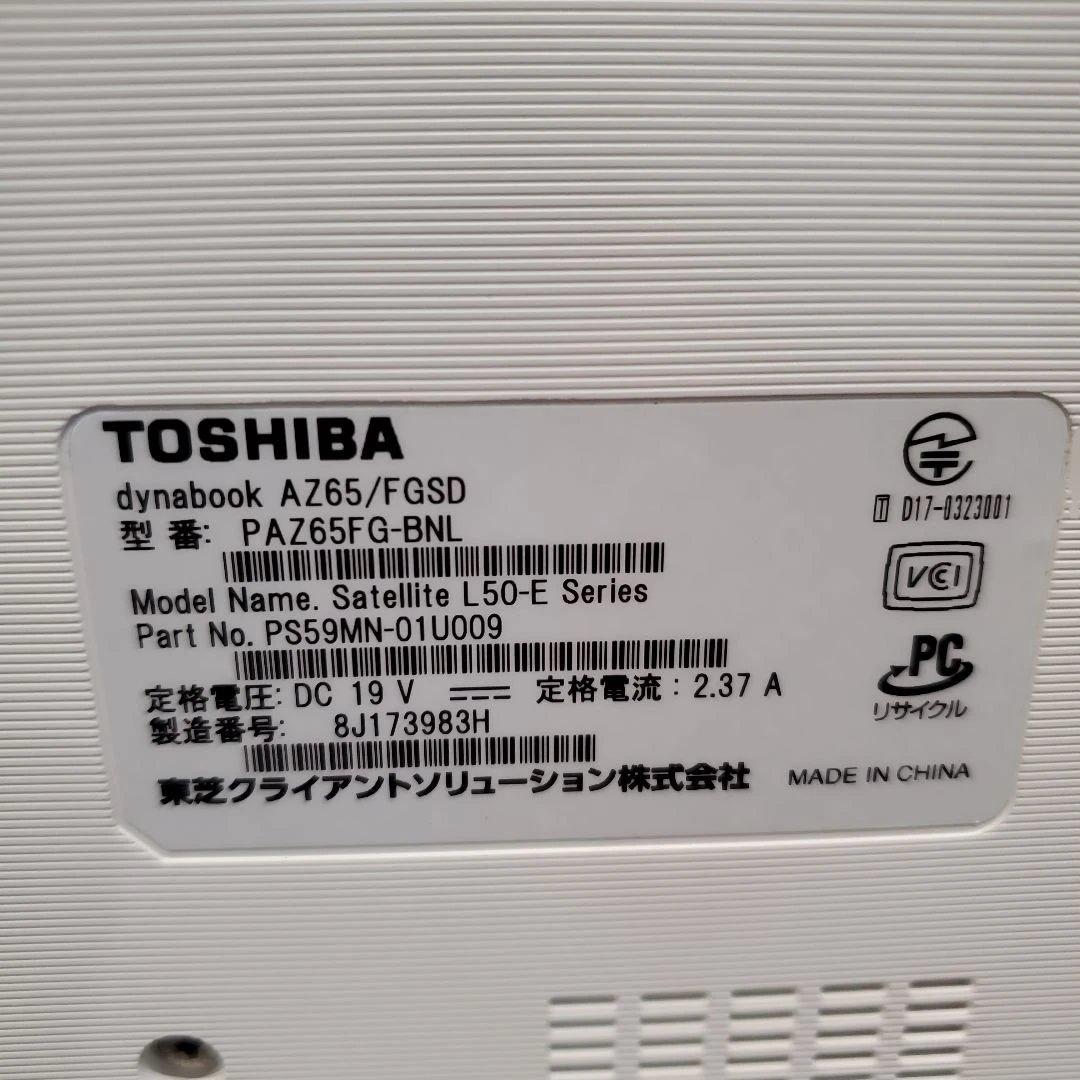 TOSHIBA
dynabook AZ65/FGSD
型 番: PAZ65FG-BNL
Model Name. Satellite L50-E Series
Part No. PS59MN-01U009
定格電圧: DC 19 V ⎓ 定格電流 : 2.37 A
製造番号: 8J173983H
東芝クライアントソリューション株式会社 MADE IN CHINA
T D17-0323001
VCCI
PC
リサイクル